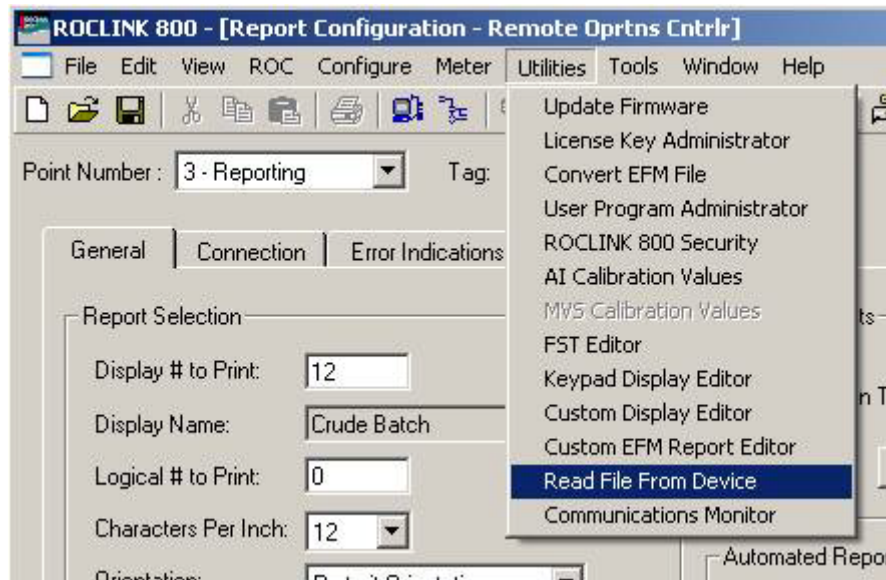 ROCLINK 800 - [Report Configuration - Remote Oprtns Cntrlr]
File Edit View ROC Configure Meter Utilities Tools Window Help
Update Firmware
License Key Administrator
Convert EFM File
User Program Administrator
ROCLINK 800 Security
AI Calibration Values
MVS Calibration Values
FST Editor
Keypad Display Editor
Custom Display Editor
Custom EFM Report Editor
Read File From Device
Communications Monitor
Point Number : 3 - Reporting Tag:
General Connection Error Indications
Report Selection
Display # to Print: 12
Display Name: Crude Batch
Logical # to Print: 0
Characters Per Inch: 12
Automated Repo